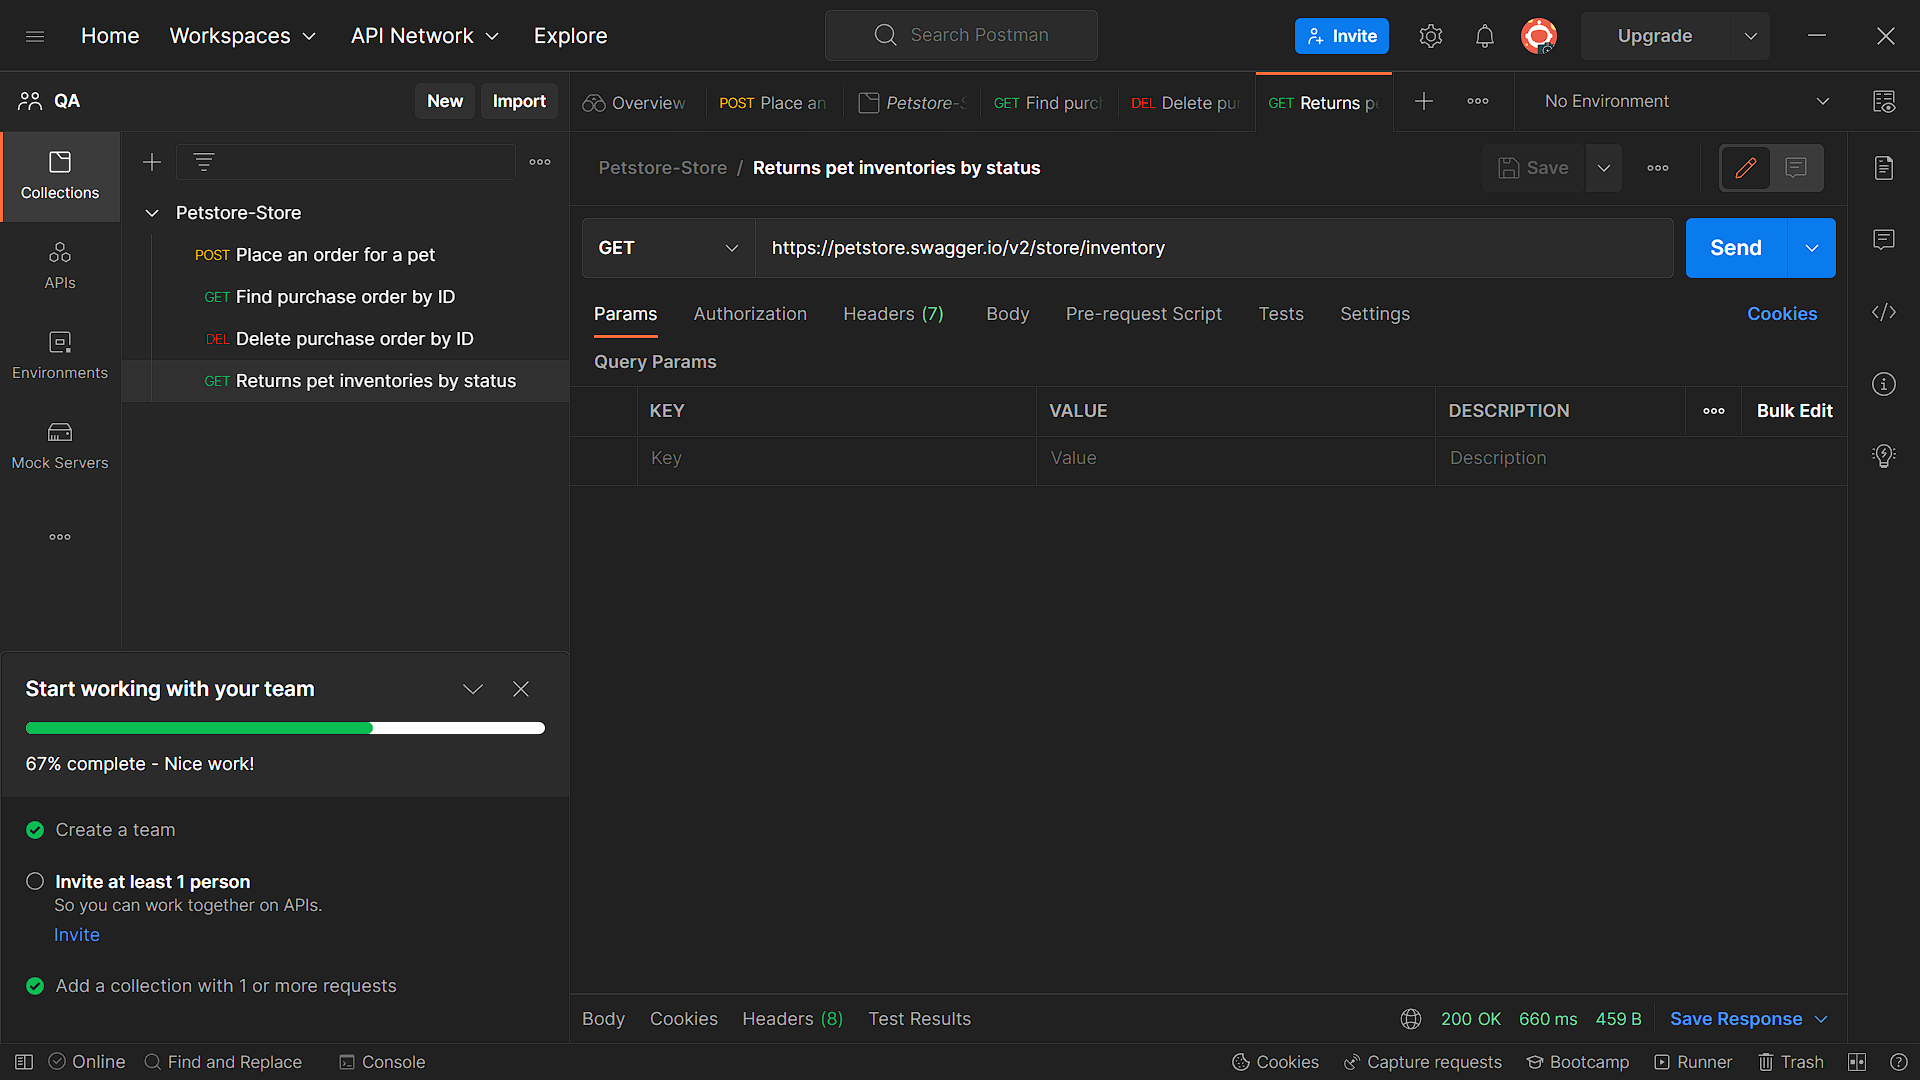 Home Workspaces API Network Explore Search Postman Invite Upgrade
QA New Import Overview POST Place an Petstore- GET Find purc DEL Delete pu GET Returns pe No Environment
Collections
APIs
Environments
Mock Servers
Petstore-Store
POST Place an order for a pet
GET Find purchase order by ID
DEL Delete purchase order by ID
GET Returns pet inventories by status
Petstore-Store / Returns pet inventories by status Save
GET https://petstore.swagger.io/v2/store/inventory Send
Params Authorization Headers (7) Body Pre-request Script Tests Settings Cookies
Query Params
KEY VALUE DESCRIPTION Bulk Edit
Key Value Description
Start working with your team
67% complete - Nice work!
Create a team
Invite at least 1 person
So you can work together on APIs.
Invite
Add a collection with 1 or more requests
Body Cookies Headers (8) Test Results 200 OK 660 ms 459 B Save Response
Online Find and Replace Console Cookies Capture requests Bootcamp Runner Trash